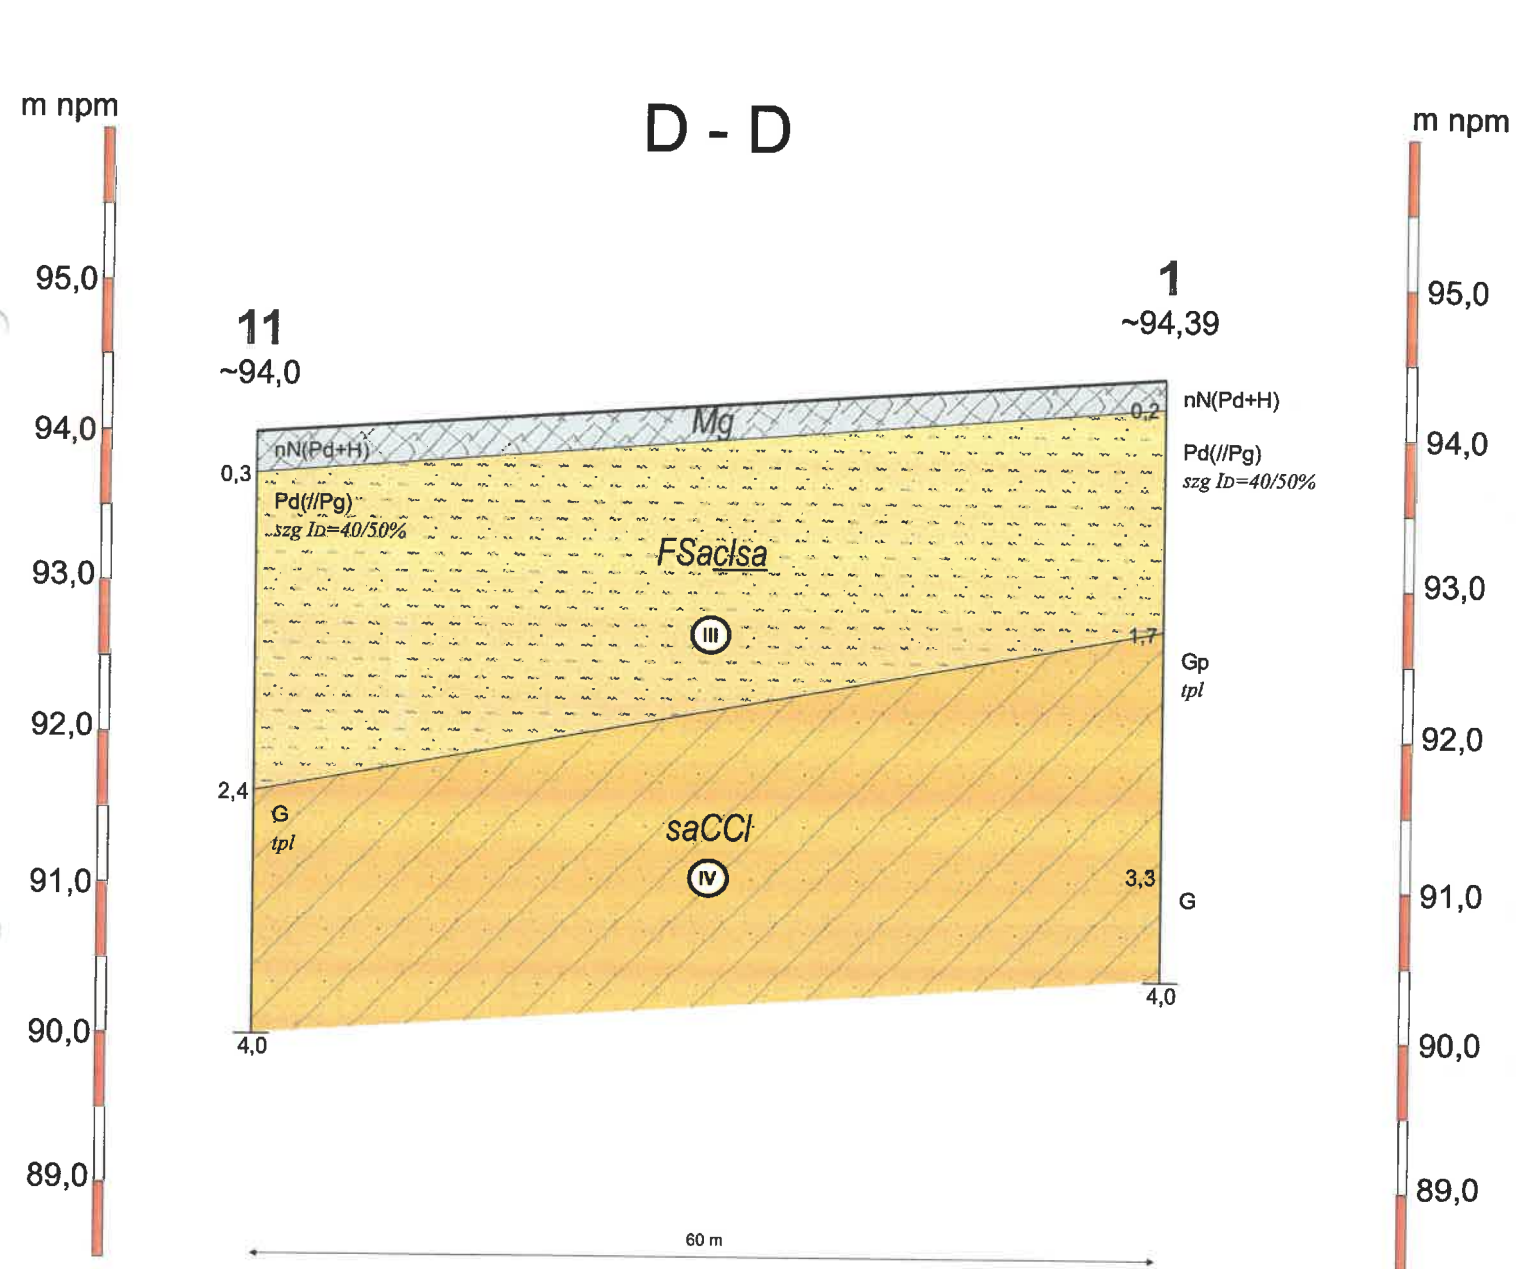 m npm
D - D
m npm
95,0
94,0
93,0
92,0
91,0
90,0
89,0
11
~94,0
1
~94,39
Mg
nN(Pd+H)
0,3
Pd(//Pg)
szg ID=40/50%
FSaclsa
III
2,4
G
tpl
saCCl
IV
4,0
0,2
nN(Pd+H)
Pd(//Pg)
szg ID=40/50%
1,7
Gp
tpl
3,3
G
4,0
95,0
94,0
93,0
92,0
91,0
90,0
89,0
60 m